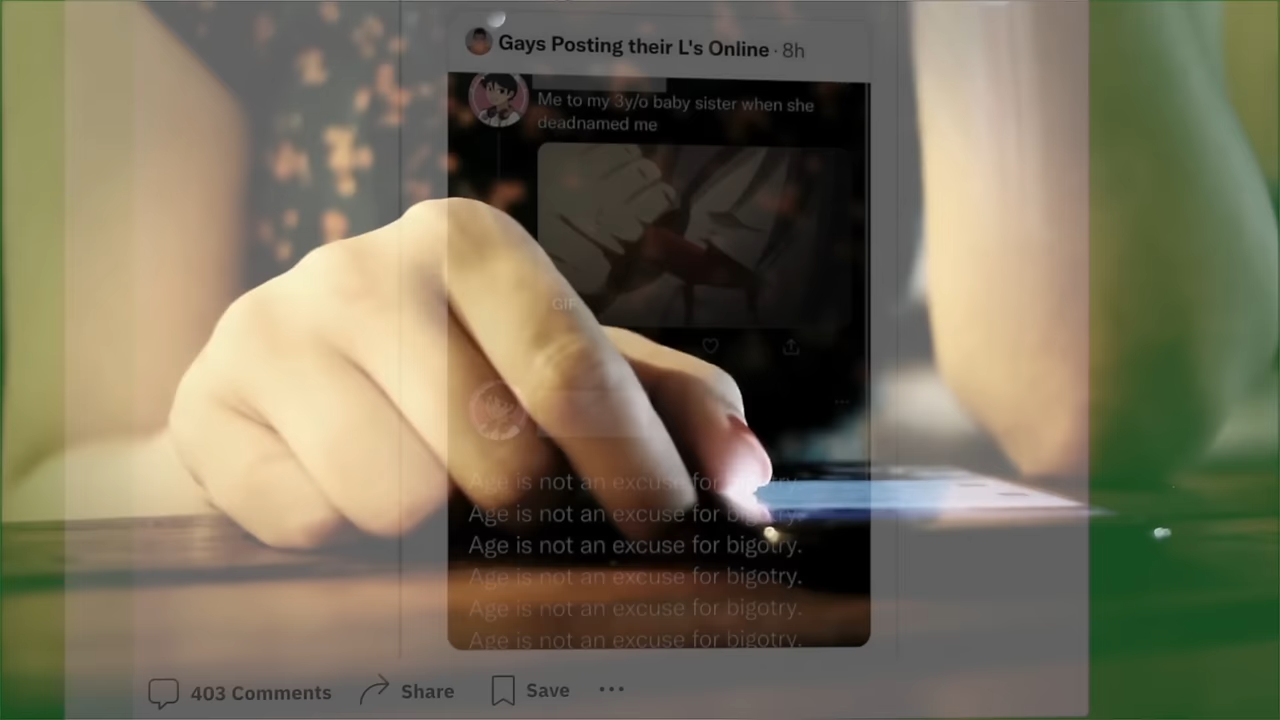 Gays Posting their L's Online · 8h
Me to my 3y/o baby sister when she
deadnamed me
GIF
Age is not an excuse for bigotry.
Age is not an excuse for bigotry.
Age is not an excuse for bigotry.
Age is not an excuse for bigotry.
Age is not an excuse for bigotry.
Age is not an excuse for bigotry.
403 Comments Share Save